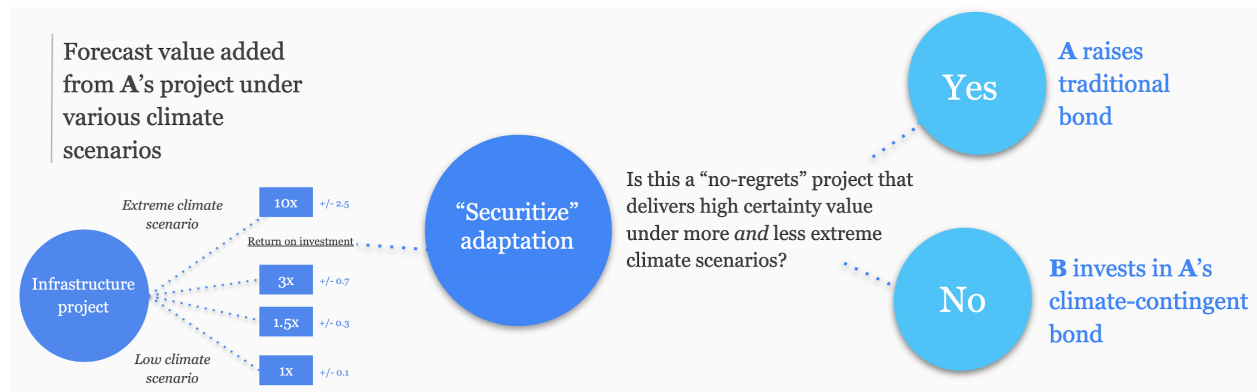 Forecast value added
from A's project under
various climate
scenarios
Extreme climate
scenario
10x +/- 2.5
Return on investment
Infrastructure
project
3x +/- 0.7
1.5x +/- 0.3
Low climate
scenario
1x +/- 0.1
“Securitize”
adaptation
Is this a “no-regrets” project that
delivers high certainty value
under more and less extreme
climate scenarios?
Yes
A raises
traditional
bond
No
B invests in A's
climate-contingent
bond